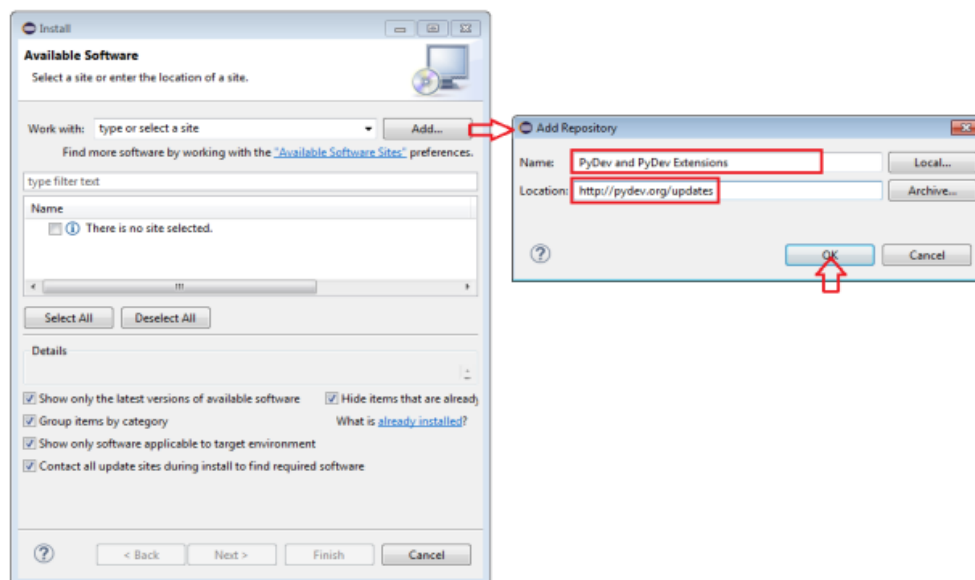 Install
Available Software
Select a site or enter the location of a site.
Work with: type or select a site Add...
Find more software by working with the "Available Software Sites" preferences.
type filter text
Name
There is no site selected.
Select All Deselect All
Details
Show only the latest versions of available software Hide items that are already
Group items by category What is already installed?
Show only software applicable to target environment
Contact all update sites during install to find required software
< Back Next > Finish Cancel
Add Repository
Name: PyDev and PyDev Extensions Local...
Location: http://pydev.org/updates Archive...
OK Cancel